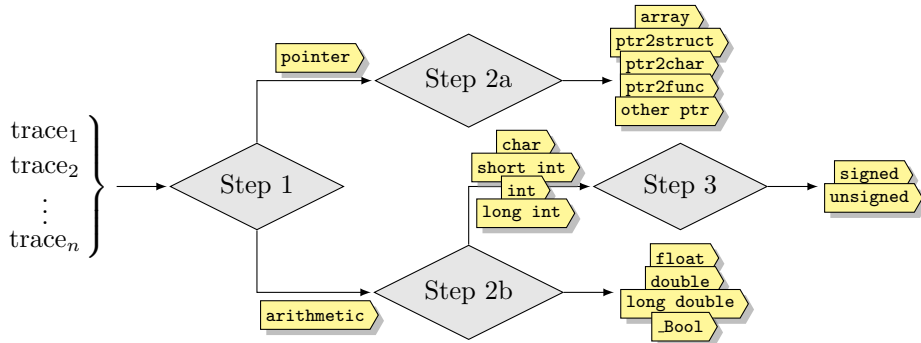 trace₁
trace₂
⋮
traceₙ
Step 1
pointer
Step 2a
array
ptr2struct
ptr2char
ptr2func
other ptr
arithmetic
Step 2b
char
short int
int
long int
Step 3
signed
unsigned
float
double
long double
_Bool